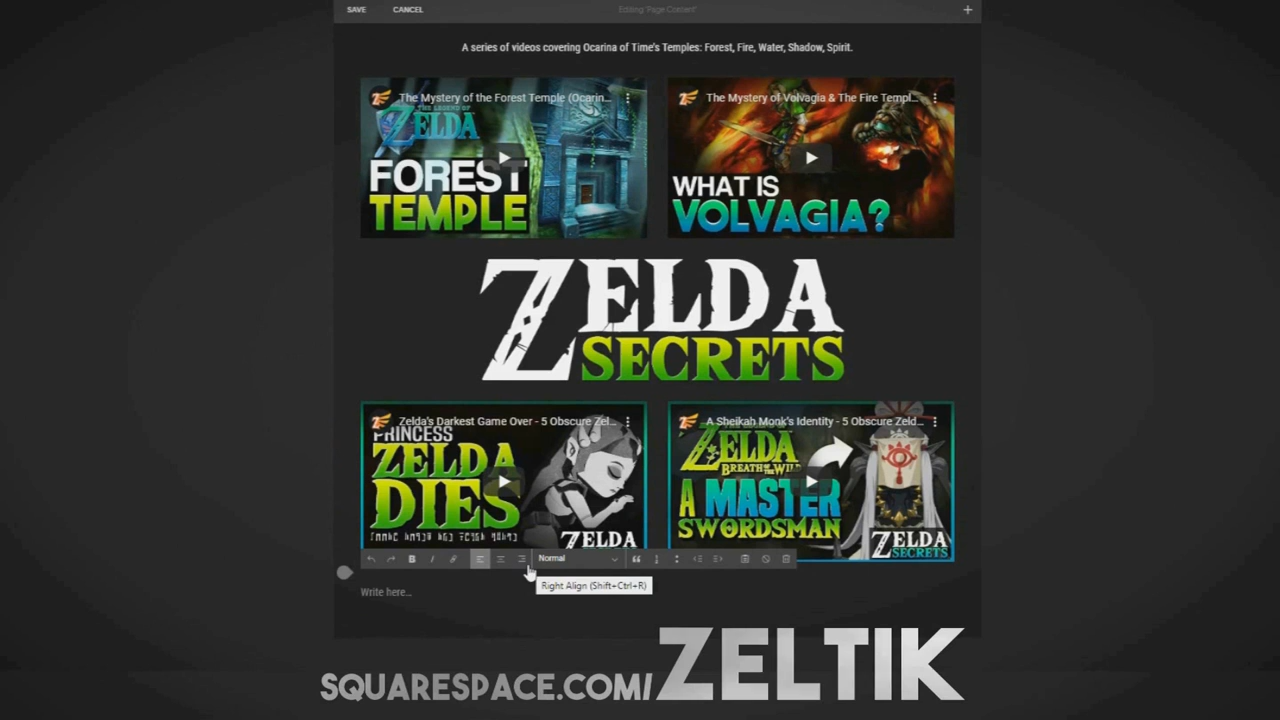 SAVE CANCEL Editing 'Page Content' +
A series of videos covering Ocarina of Time's Temples: Forest, Fire, Water, Shadow, Spirit.
The Mystery of the Forest Temple (Ocarin...
THE LEGEND OF
ZELDA
FOREST
TEMPLE
The Mystery of Volvagia & The Fire Templ...
WHAT IS
VOLVAGIA?
ZELDA
SECRETS
Zelda's Darkest Game Over - 5 Obscure Zel...
PRINCESS
ZELDA
DIES
ZELDA
A Sheikah Monk's Identity - 5 Obscure Zeld...
ZELDA
BREATH OF THE WILD
A MASTER
SWORDSMAN
ZELDA
SECRETS
B I Normal
Right Align (Shift+Ctrl+R)
Write here...
SQUARESPACE.COM/ZELTIK